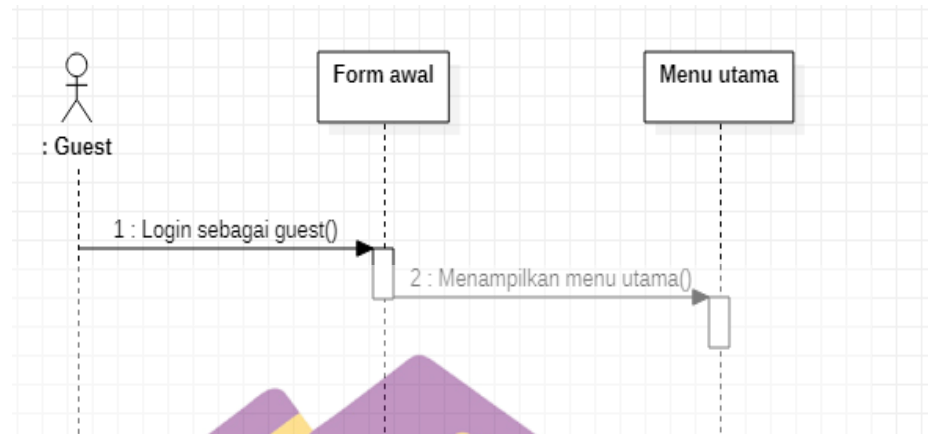 Form awal
Menu utama
: Guest
1 : Login sebagai guest()
2 : Menampilkan menu utama()